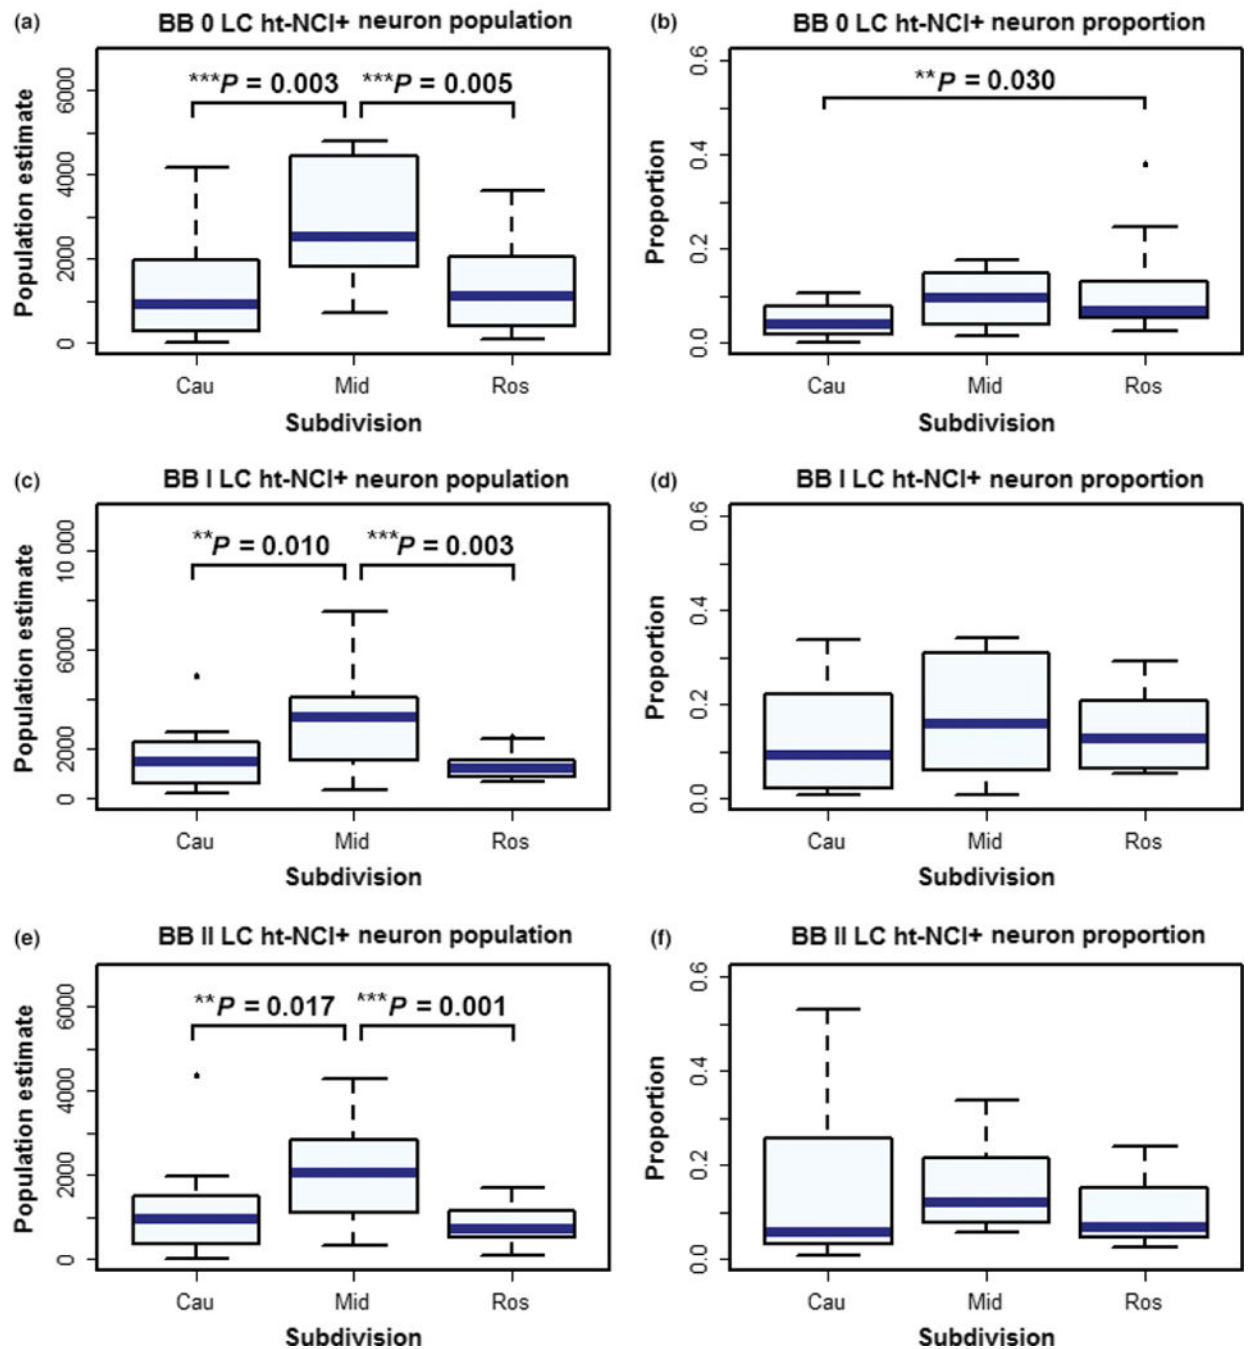 (a)
BB 0 LC ht-NCI+ neuron population
***P = 0.003
***P = 0.005
Population estimate
6000
4000
2000
0
Cau Mid Ros
Subdivision
(b)
BB 0 LC ht-NCI+ neuron proportion
**P = 0.030
Proportion
0.6
0.4
0.2
0.0
Cau Mid Ros
Subdivision
(c)
BB I LC ht-NCI+ neuron population
**P = 0.010
***P = 0.003
Population estimate
10 000
6000
2000
0
Cau Mid Ros
Subdivision
(d)
BB I LC ht-NCI+ neuron proportion
Proportion
0.6
0.4
0.2
0.0
Cau Mid Ros
Subdivision
(e)
BB II LC ht-NCI+ neuron population
**P = 0.017
***P = 0.001
Population estimate
6000
4000
2000
0
Cau Mid Ros
Subdivision
(f)
BB II LC ht-NCI+ neuron proportion
Proportion
0.6
0.4
0.2
0.0
Cau Mid Ros
Subdivision